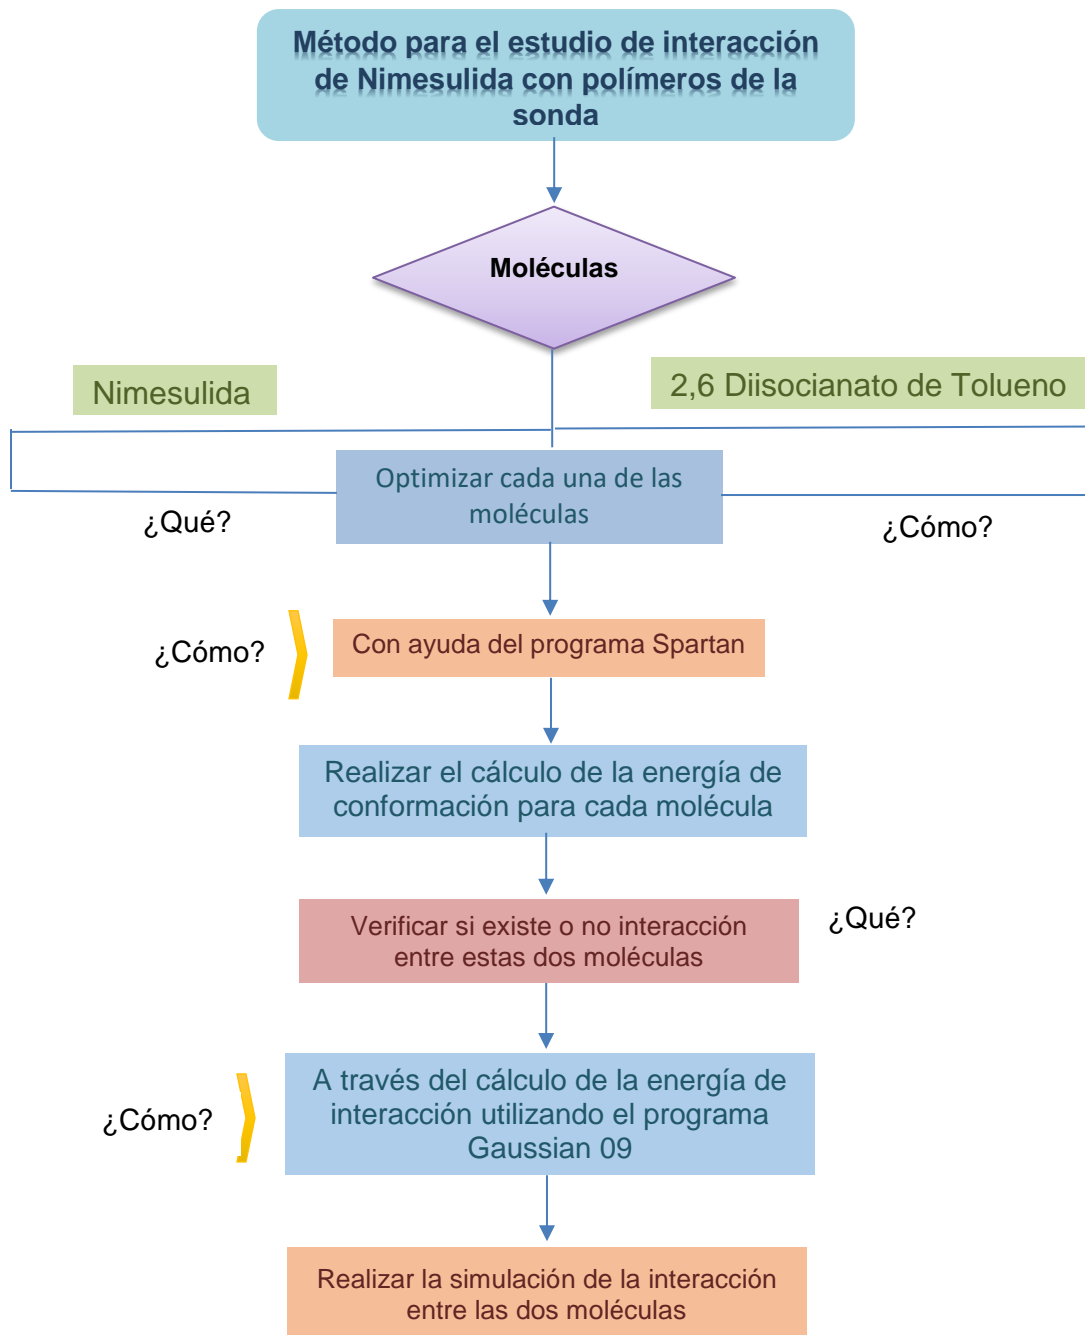 Método para el estudio de interacción
de Nimesulida con polímeros de la
sonda
Moléculas
Nimesulida
2,6 Diisocianato de Tolueno
Optimizar cada una de las
moléculas
¿Qué?
¿Cómo?
¿Cómo?
Con ayuda del programa Spartan
Realizar el cálculo de la energía de
conformación para cada molécula
Verificar si existe o no interacción
entre estas dos moléculas
¿Qué?
A través del cálculo de la energía de
interacción utilizando el programa
Gaussian 09
¿Cómo?
Realizar la simulación de la interacción
entre las dos moléculas